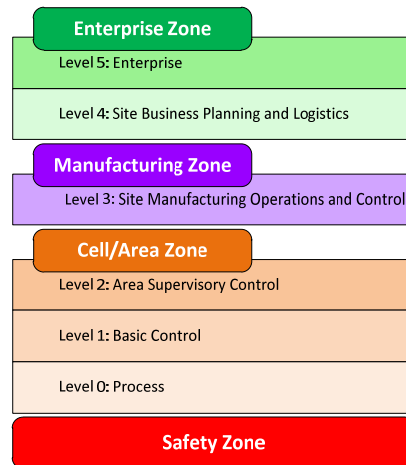 Enterprise Zone
Level 5: Enterprise
Level 4: Site Business Planning and Logistics
Manufacturing Zone
Level 3: Site Manufacturing Operations and Control
Cell/Area Zone
Level 2: Area Supervisory Control
Level 1: Basic Control
Level 0: Process
Safety Zone